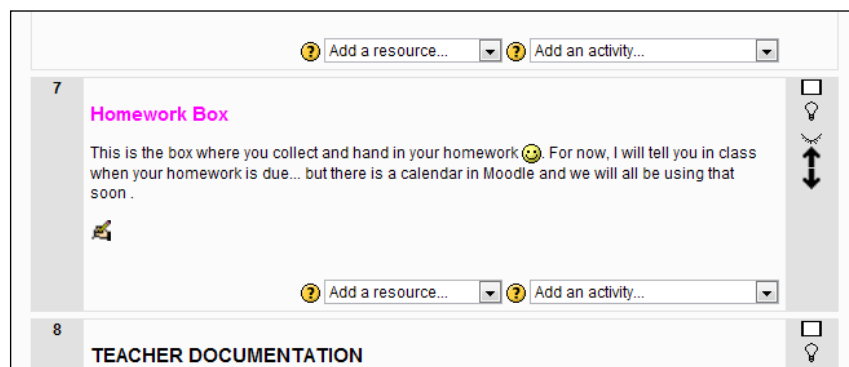 Add a resource... Add an activity...
7
Homework Box
This is the box where you collect and hand in your homework . For now, I will tell you in class
when your homework is due... but there is a calendar in Moodle and we will all be using that
soon .
Add a resource... Add an activity...
8
TEACHER DOCUMENTATION